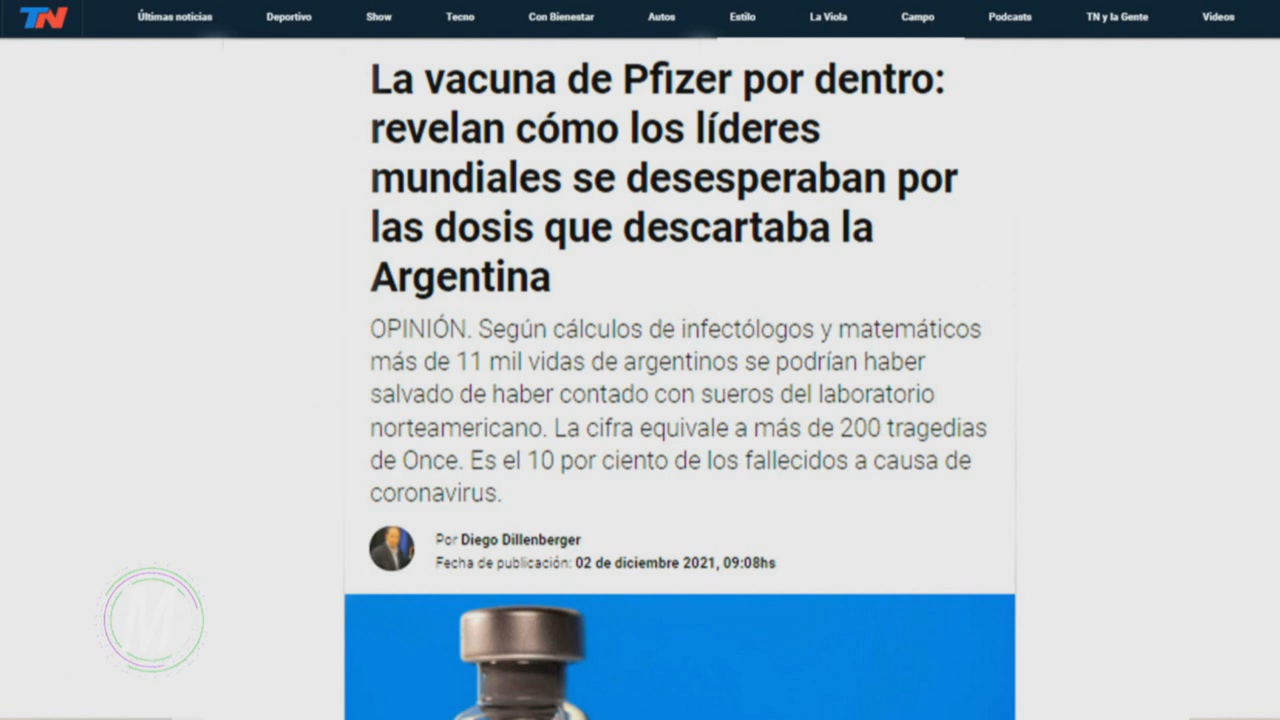 TN
Últimas noticias
Deportivo
Show
Tecno
Con Bienestar
Autos
Estilo
La Viola
Campo
Podcasts
TN y la Gente
Videos
La vacuna de Pfizer por dentro:
revelan cómo los líderes
mundiales se desesperaban por
las dosis que descartaba la
Argentina
OPINIÓN. Según cálculos de infectólogos y matemáticos
más de 11 mil vidas de argentinos se podrían haber
salvado de haber contado con sueros del laboratorio
norteamericano. La cifra equivale a más de 200 tragedias
de Once. Es el 10 por ciento de los fallecidos a causa de
coronavirus.
Por Diego Dillenberger
Fecha de publicación: 02 de diciembre 2021, 09:08hs
M